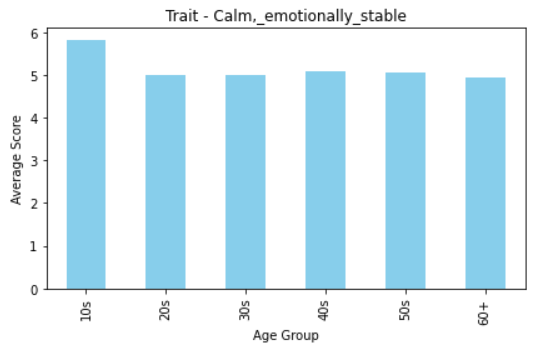 Trait - Calm,_emotionally_stable
6
5
4
3
2
1
0
Average Score
10s
20s
30s
40s
50s
60+
Age Group